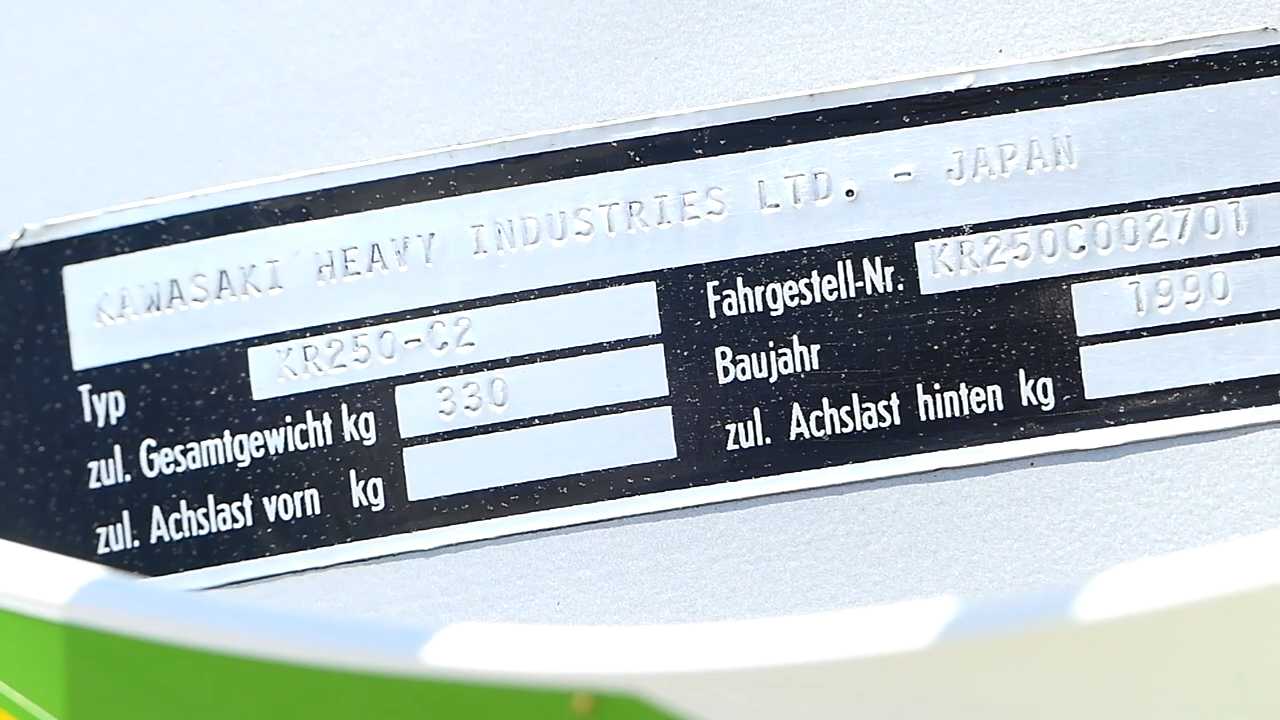 KAWASAKI HEAVY INDUSTRIES LTD. - JAPAN
Typ KR250-C2 Fahrgestell-Nr. KR250C002701
zul. Gesamtgewicht kg 330 Baujahr 1990
zul. Achslast vorn kg zul. Achslast hinten kg